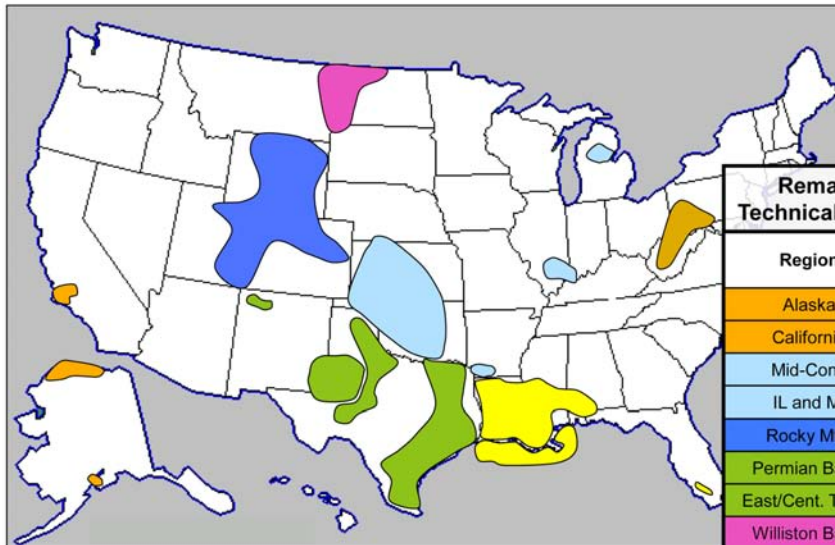 Rema
Technical
Region
Alaska
Californi
Mid-Con
IL and M
Rocky M
Permian B
East/Cent. T
Williston B